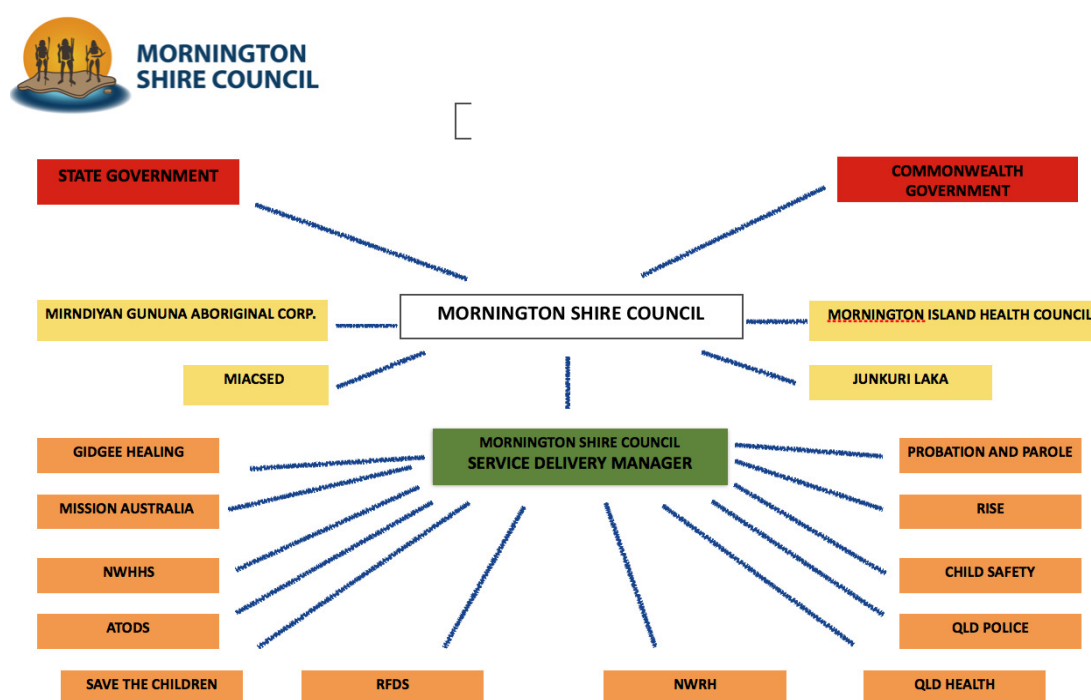 MORNINGTON
SHIRE COUNCIL
STATE GOVERNMENT
COMMONWEALTH
GOVERNMENT
MIRNDIYAN GUNUNA ABORIGINAL CORP.
MORNINGTON SHIRE COUNCIL
MORNINGTON ISLAND HEALTH COUNCIL
MIACSED
JUNKURI LAKA
MORNINGTON SHIRE COUNCIL
SERVICE DELIVERY MANAGER
GIDGEE HEALING
PROBATION AND PAROLE
MISSION AUSTRALIA
RISE
NWHHS
CHILD SAFETY
ATODS
QLD POLICE
SAVE THE CHILDREN
RFDS
NWRH
QLD HEALTH